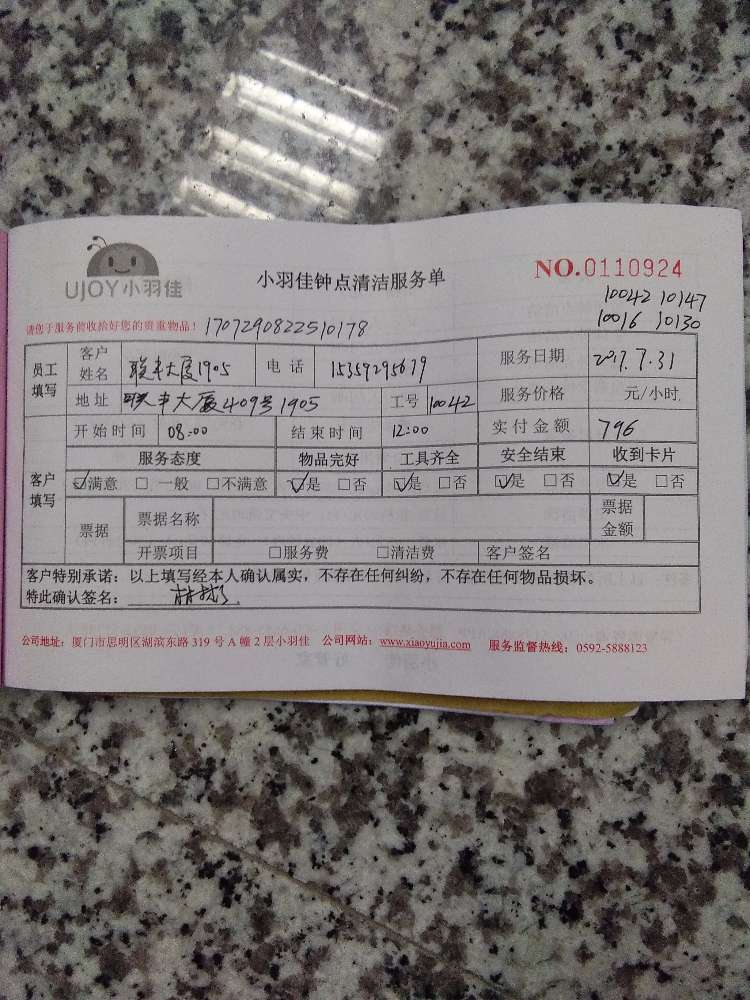 UJOY小羽佳
小羽佳钟点清洁服务单
NO.0110924
10042 10147
10016 10130
请您于服务前收拾好您的贵重物品! 1707290822510178
员工填写 客户姓名 联丰大厦1905 电话 15359295679 服务日期 2017.7.31
地址 联丰大厦409号1905 工号 10042 服务价格 元/小时
开始时间 08:00 结束时间 12:00 实付金额 796
客户填写 服务态度 物品完好 工具齐全 安全结束 收到卡片
☑满意 □一般 □不满意 ☑是 □否 ☑是 □否 ☑是 □否 ☑是 □否
票据 票据名称 票据金额
开票项目 □服务费 □清洁费 客户签名
客户特别承诺:以上填写经本人确认属实,不存在任何纠纷,不存在任何物品损坏。
特此确认签名:
公司地址:厦门市思明区湖滨东路319号A幢2层小羽佳 公司网站:www.xiaoyujia.com 服务监督热线:0592-5888123